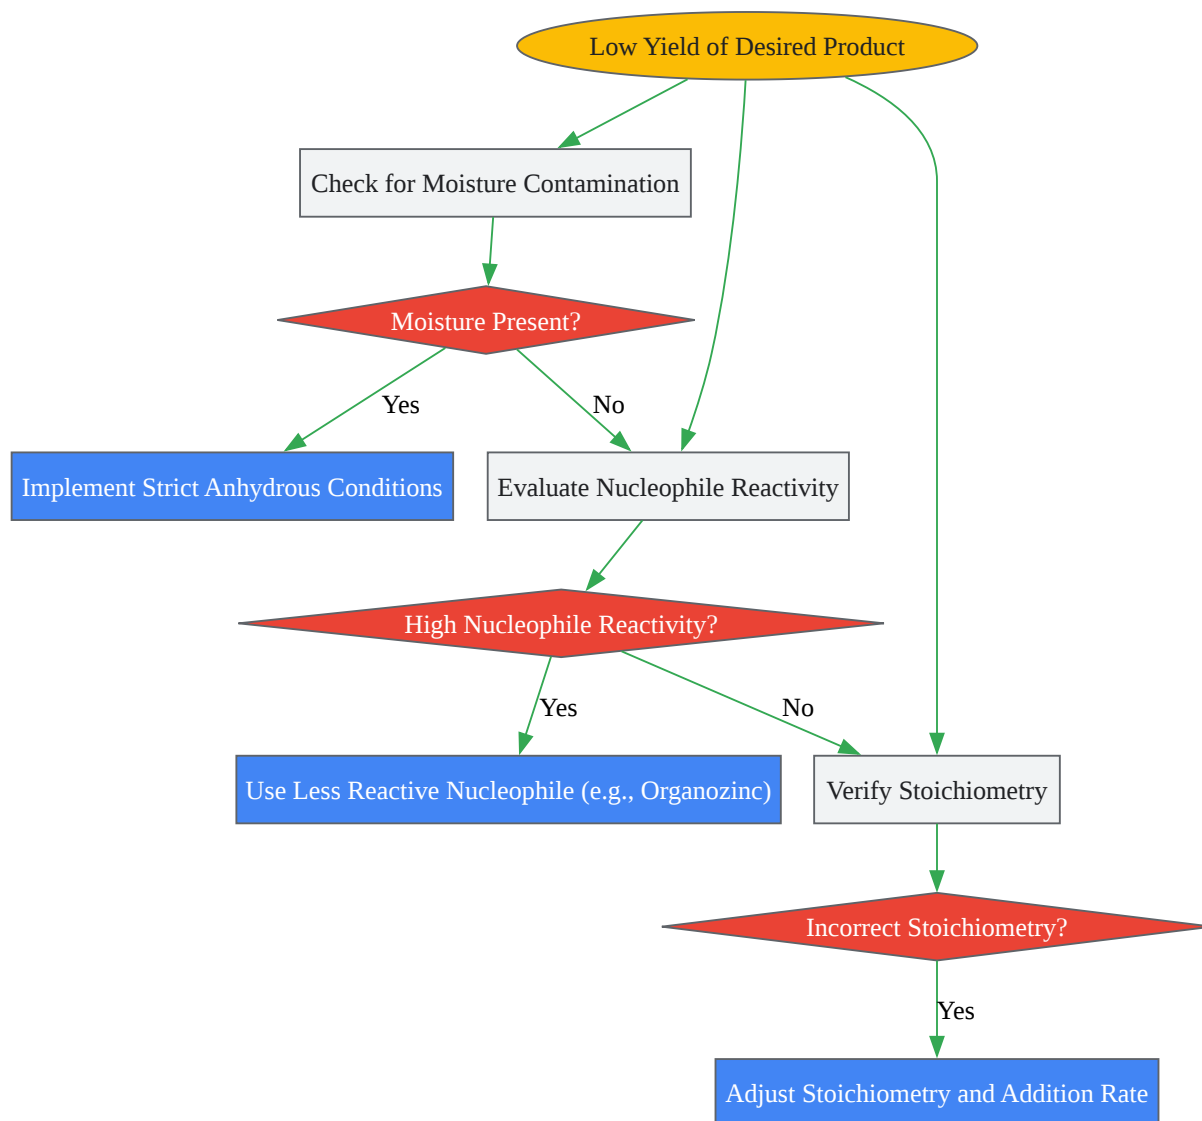 Low Yield of Desired Product
Check for Moisture Contamination
Moisture Present?
Yes
No
Implement Strict Anhydrous Conditions
Evaluate Nucleophile Reactivity
High Nucleophile Reactivity?
Yes
No
Use Less Reactive Nucleophile (e.g., Organozinc)
Verify Stoichiometry
Incorrect Stoichiometry?
Yes
Adjust Stoichiometry and Addition Rate